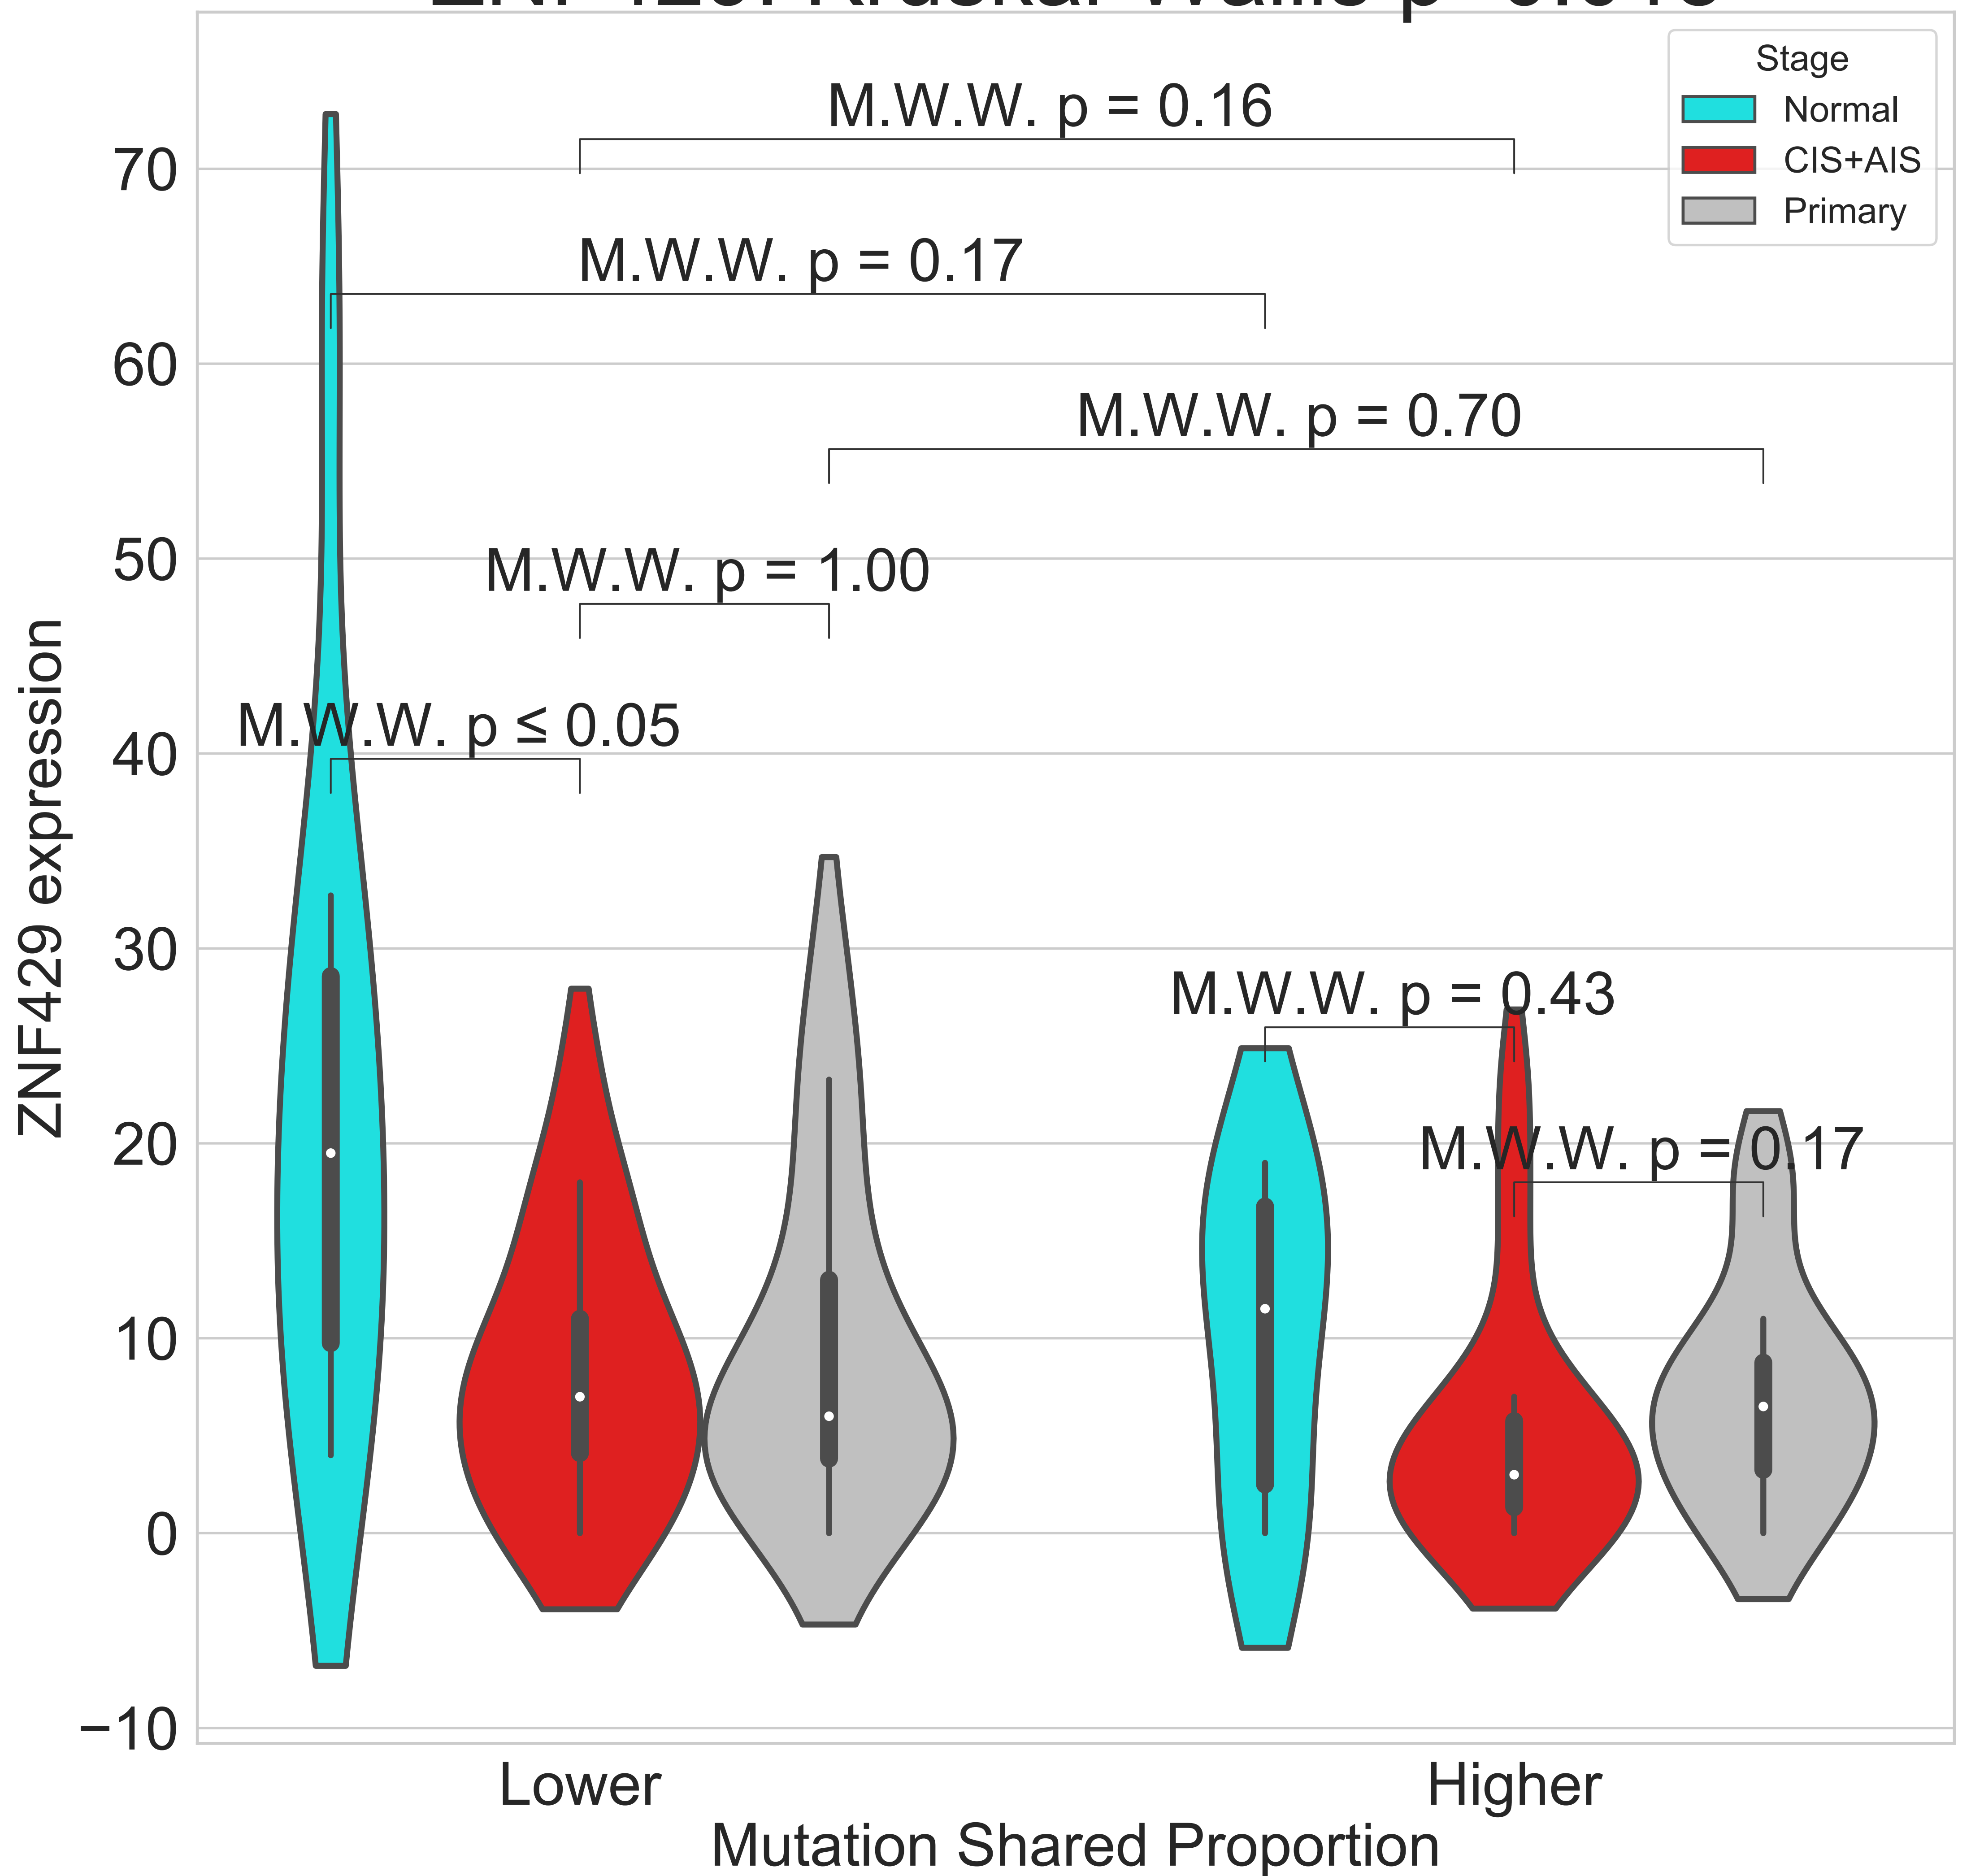 Stage
Normal
CIS+AIS
Primary
M.W.W. p = 0.16
M.W.W. p = 0.17
M.W.W. p = 0.70
M.W.W. p = 1.00
M.W.W. p ≤ 0.05
M.W.W. p = 0.43
M.W.W. p = 0.17
70
60
50
40
30
20
10
0
−10
ZNF429 expression
Lower
Higher
Mutation Shared Proportion